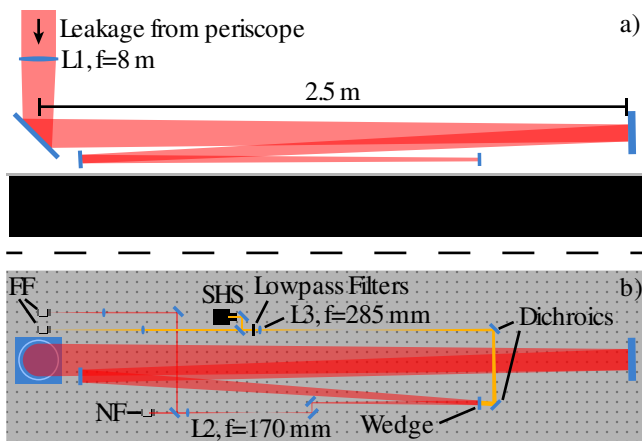 Leakage from periscope
a)
L1, f=8 m
2.5 m
FF
SHS
Lowpass Filters
b)
L3, f=285 mm
Dichroics
NF
L2, f=170 mm
Wedge